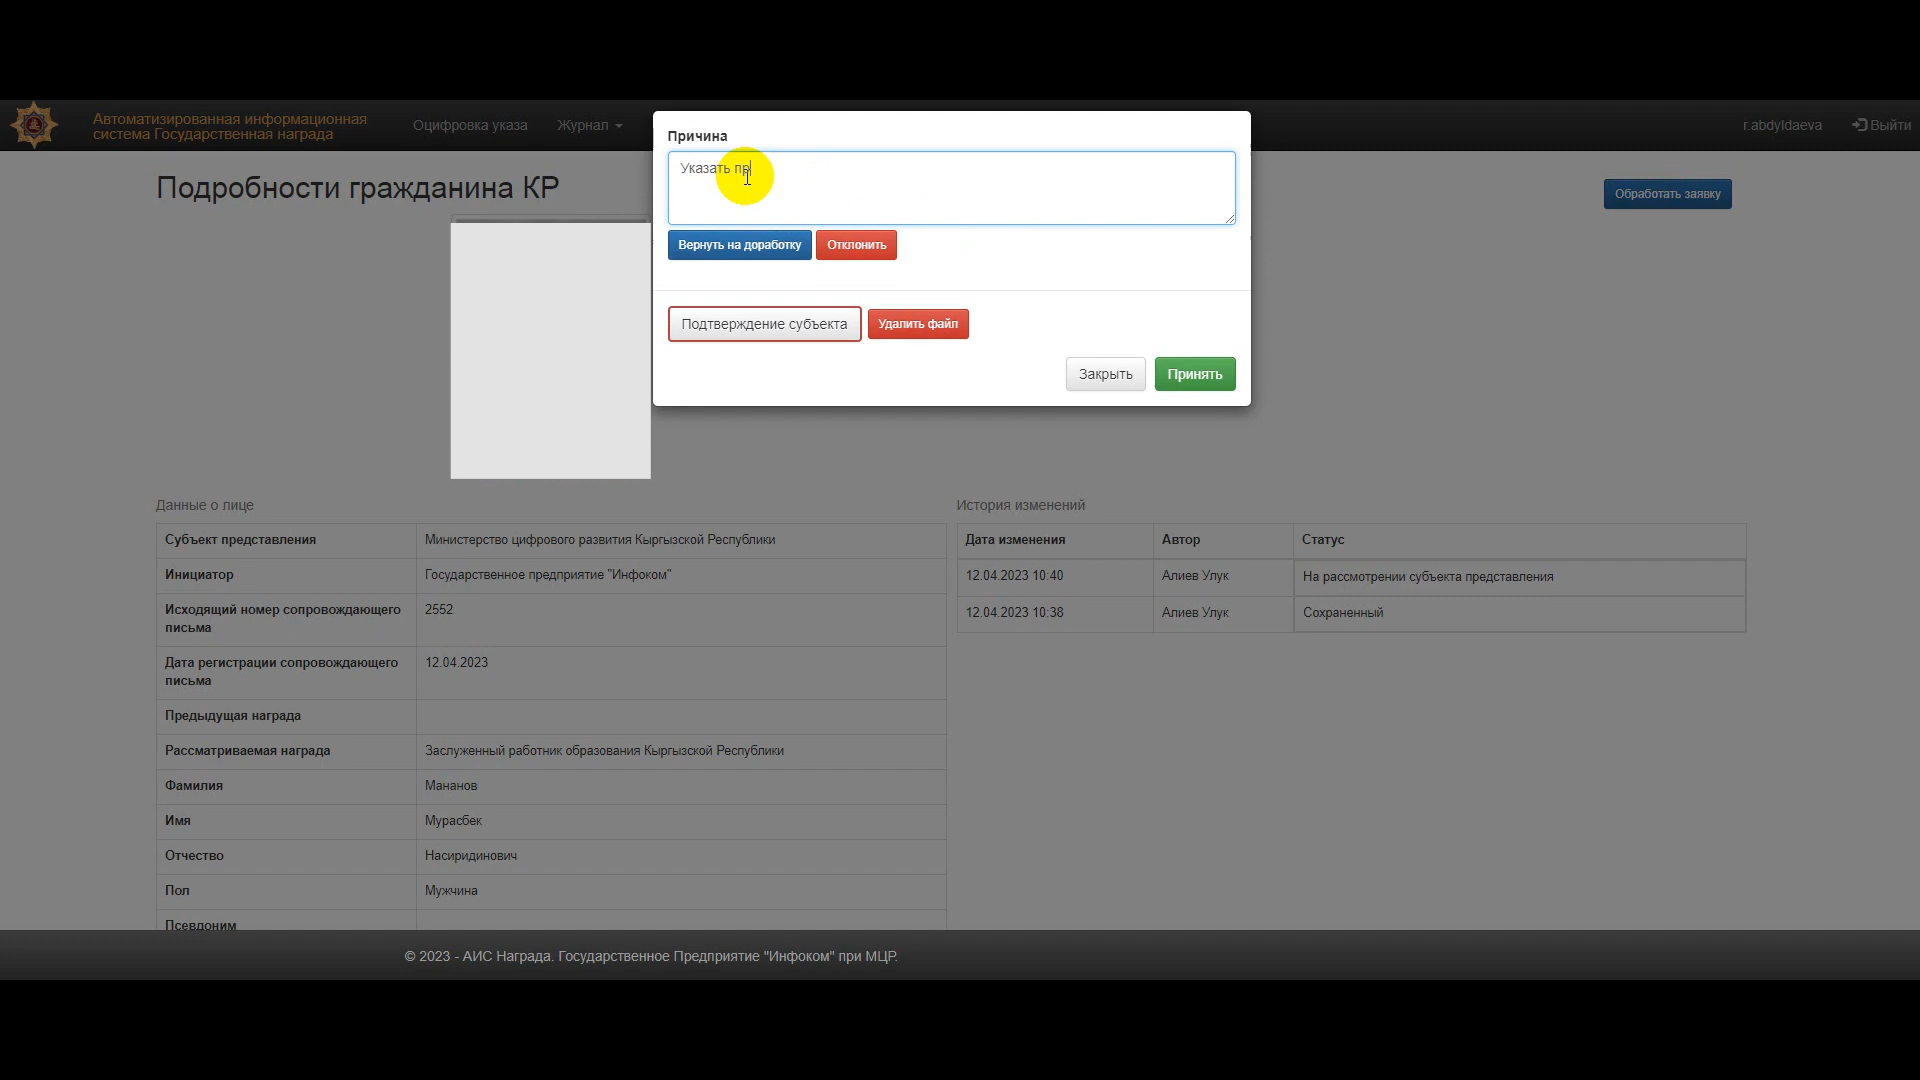 Автоматизированная информационная
система Государственная награда
Оцифровка указа
Журнал
r.abdyldaeva
Выйти
Подробности гражданина КР
Обработать заявку
Причина
Указать пр
Вернуть на доработку
Отклонить
Подтверждение субъекта
Удалить файл
Закрыть
Принять
Данные о лице
Субъект представления
Министерство цифрового развития Кыргызской Республики
Инициатор
Государственное предприятие "Инфоком"
Исходящий номер сопровождающего
письма
2552
Дата регистрации сопровождающего
письма
12.04.2023
Предыдущая награда
Рассматриваемая награда
Заслуженный работник образования Кыргызской Республики
Фамилия
Мананов
Имя
Мурасбек
Отчество
Насиридинович
Пол
Мужчина
Псевдоним
История изменений
Дата изменения
Автор
Статус
12.04.2023 10:40
Алиев Улук
На рассмотрении субъекта представления
12.04.2023 10:38
Алиев Улук
Сохраненный
© 2023 - АИС Награда. Государственное Предприятие "Инфоком" при МЦР.